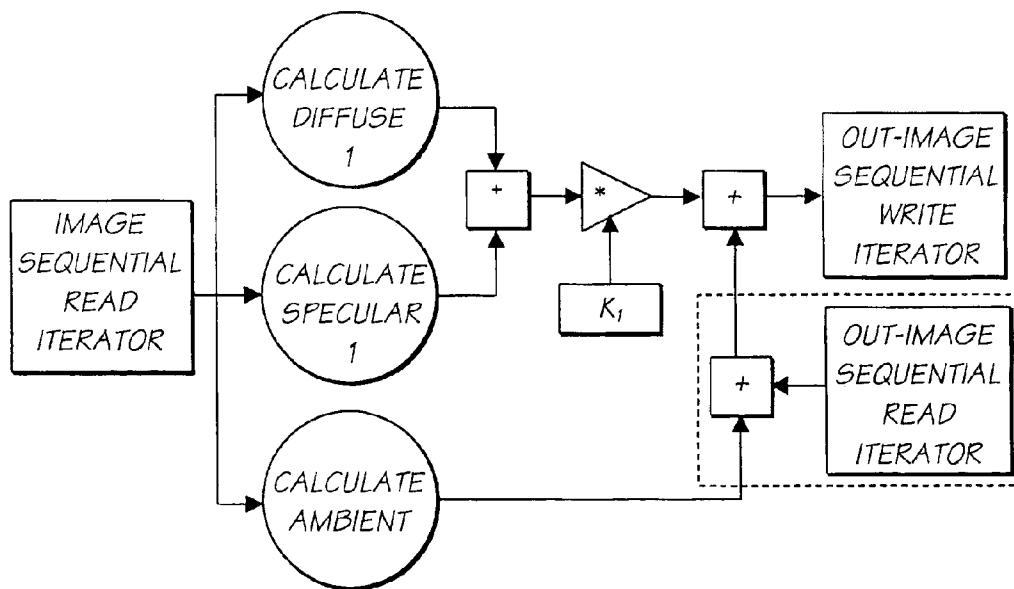 CALCULATE
DIFFUSE
1
IMAGE
SEQUENTIAL
READ
ITERATOR
CALCULATE
SPECULAR
1
CALCULATE
AMBIENT
+
*
K₁
+
OUT-IMAGE
SEQUENTIAL
WRITE
ITERATOR
+
OUT-IMAGE
SEQUENTIAL
READ
ITERATOR